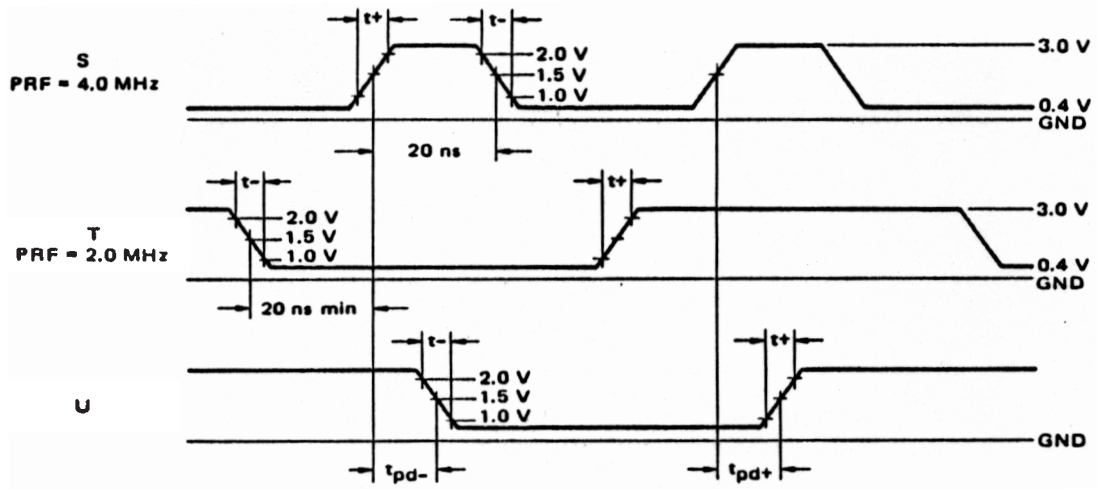 t+ t-
S
PRF = 4.0 MHz
2.0 V
1.5 V
1.0 V
3.0 V
0.4 V
GND
20 ns
t- t+
T
PRF = 2.0 MHz
2.0 V
1.5 V
1.0 V
3.0 V
0.4 V
GND
20 ns min
t- t+
U
2.0 V
1.5 V
1.0 V
GND
tpd- tpd+